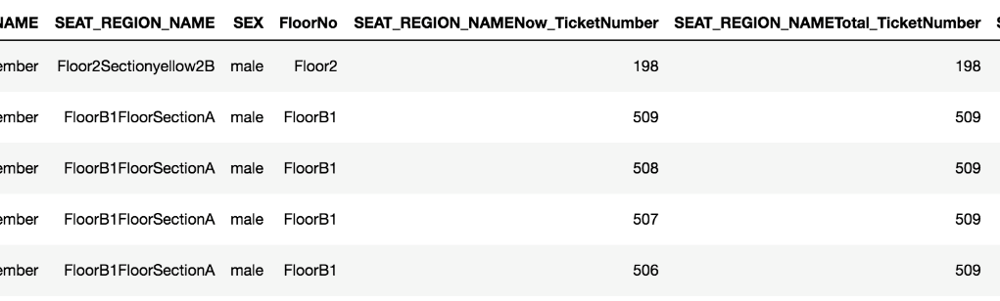 NAME SEAT_REGION_NAME SEX FloorNo SEAT_REGION_NAMENow_TicketNumber SEAT_REGION_NAMETotal_TicketNumber
ember Floor2Sectionyellow2B male Floor2 198 198
ember FloorB1FloorSectionA male FloorB1 509 509
ember FloorB1FloorSectionA male FloorB1 508 509
ember FloorB1FloorSectionA male FloorB1 507 509
ember FloorB1FloorSectionA male FloorB1 506 509